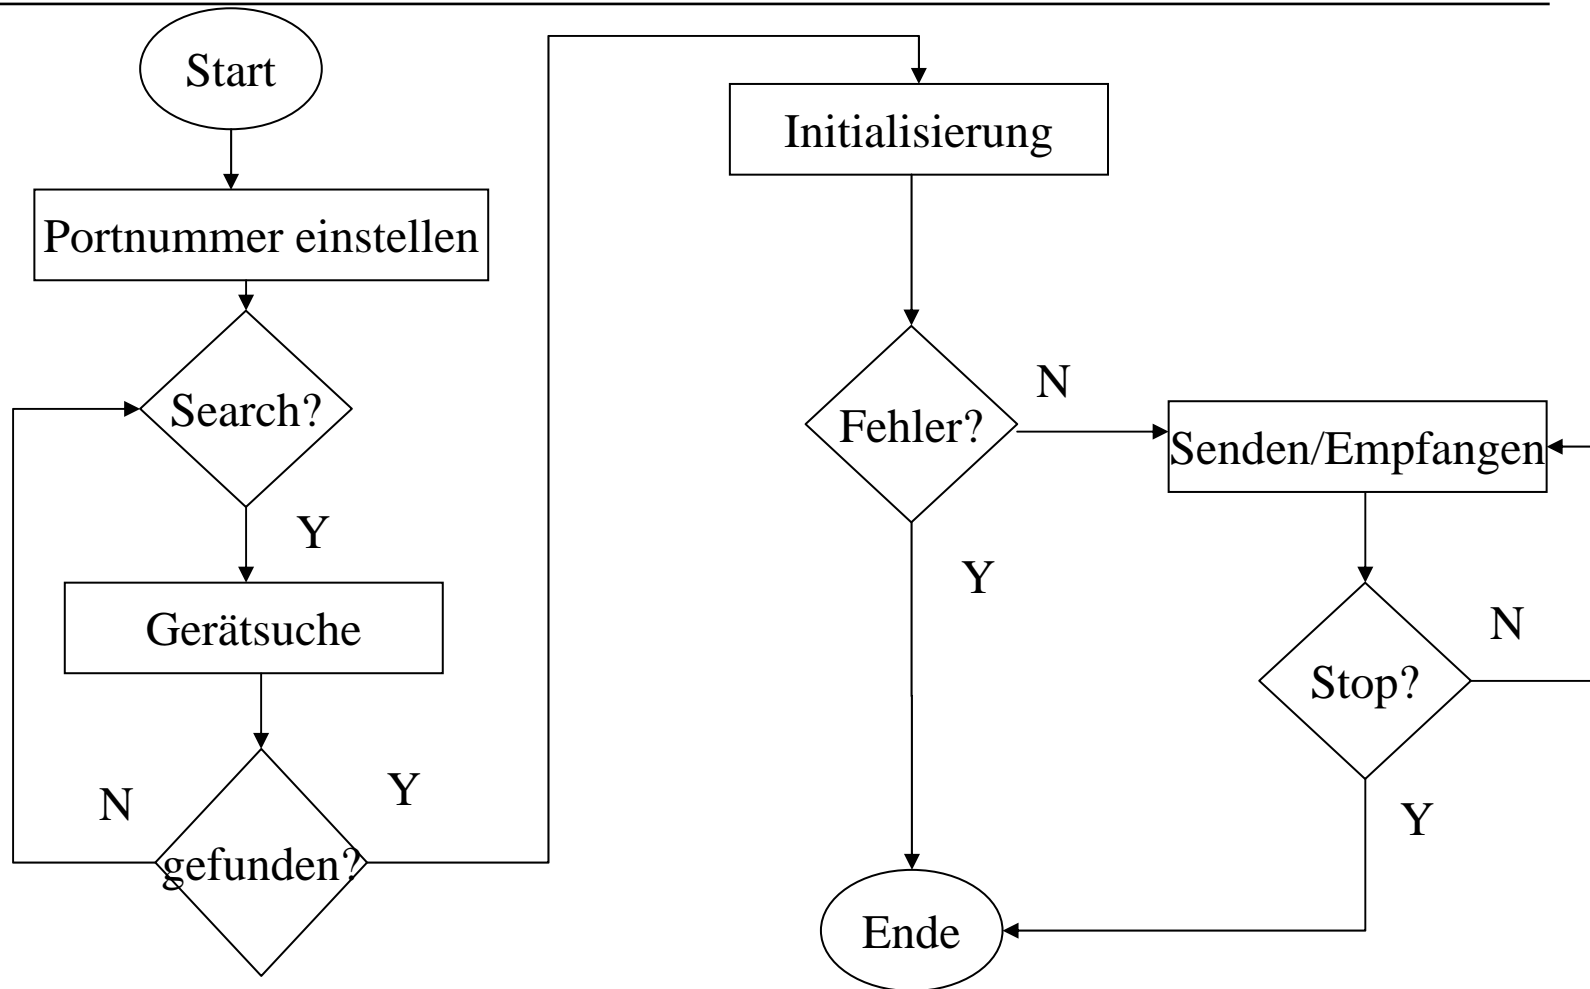 Start
Portnummer einstellen
Search?
Y
Gerätsuche
N
Y
gefunden?
Initialisierung
Fehler?
N
Senden/Empfangen
Y
Stop?
N
Y
Ende